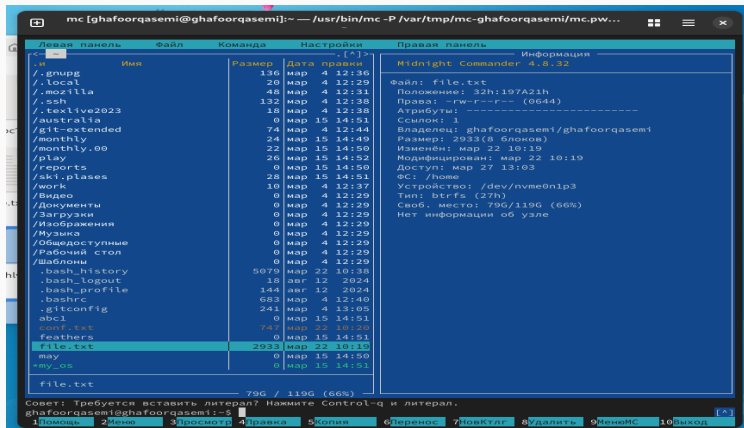 mc [ghafoorqasemi@ghafoorqasemi]:~ — /usr/bin/mc -P /var/tmp/mc-ghafoorqasemi/mc.pw...
Левая панель Файл Команда Настройки Правая панель
<— ~ .[^]>
.и Имя Размер Дата правки
/.gnupg 136 мар 4 12:36
/.local 20 мар 4 12:29
/.mozilla 48 мар 4 12:31
/.ssh 132 мар 4 12:38
/.texlive2023 18 мар 4 12:38
/australia 0 мар 15 14:51
/git-extended 74 мар 4 12:44
/monthly 24 мар 15 14:49
/monthly.00 22 мар 15 14:50
/play 26 мар 15 14:52
/reports 0 мар 15 14:51
/ski.plases 28 мар 15 14:51
/work 10 мар 4 12:37
/Видео 0 мар 4 12:29
/Документы 0 мар 4 12:29
/Загрузки 0 мар 4 12:29
/Изображения 0 мар 4 12:29
/Музыка 0 мар 4 12:29
/Общедоступные 0 мар 4 12:29
/Рабочий стол 0 мар 4 12:29
/Шаблоны 0 мар 4 12:29
.bash_history 5079 мар 22 10:38
.bash_logout 18 авг 12 2024
.bash_profile 144 авг 12 2024
.bashrc 683 мар 4 12:40
.gitconfig 241 мар 4 13:05
abc1 0 мар 15 14:51
conf.txt 747 мар 22 10:20
feathers 0 мар 15 14:51
file.txt 2933 мар 22 10:19
may 0 мар 15 14:50
*my_os 0 мар 15 14:51
file.txt
79G / 119G (66%)
Информация
Midnight Commander 4.8.32
Файл: file.txt
Положение: 32h:197A21h
Права: -rw-r--r-- (0644)
Атрибуты: ----------------------
Ссылок: 1
Владелец: ghafoorqasemi/ghafoorqasemi
Размер: 2933(8 блоков)
Изменён: мар 22 10:19
Модифицирован: мар 22 10:19
Доступ: мар 27 13:03
ФС: /home
Устройство: /dev/nvme0n1p3
Тип: btrfs (27h)
Своб. место: 79G/119G (66%)
Нет информации об узле
Совет: Требуется вставить литерал? Нажмите Control-q и литерал.
ghafoorqasemi@ghafoorqasemi:~$ [^]
1Помощь 2Меню 3Просмотр 4Правка 5Копия 6Перенос 7НовКтлг 8Удалить 9МенюMC 10Выход